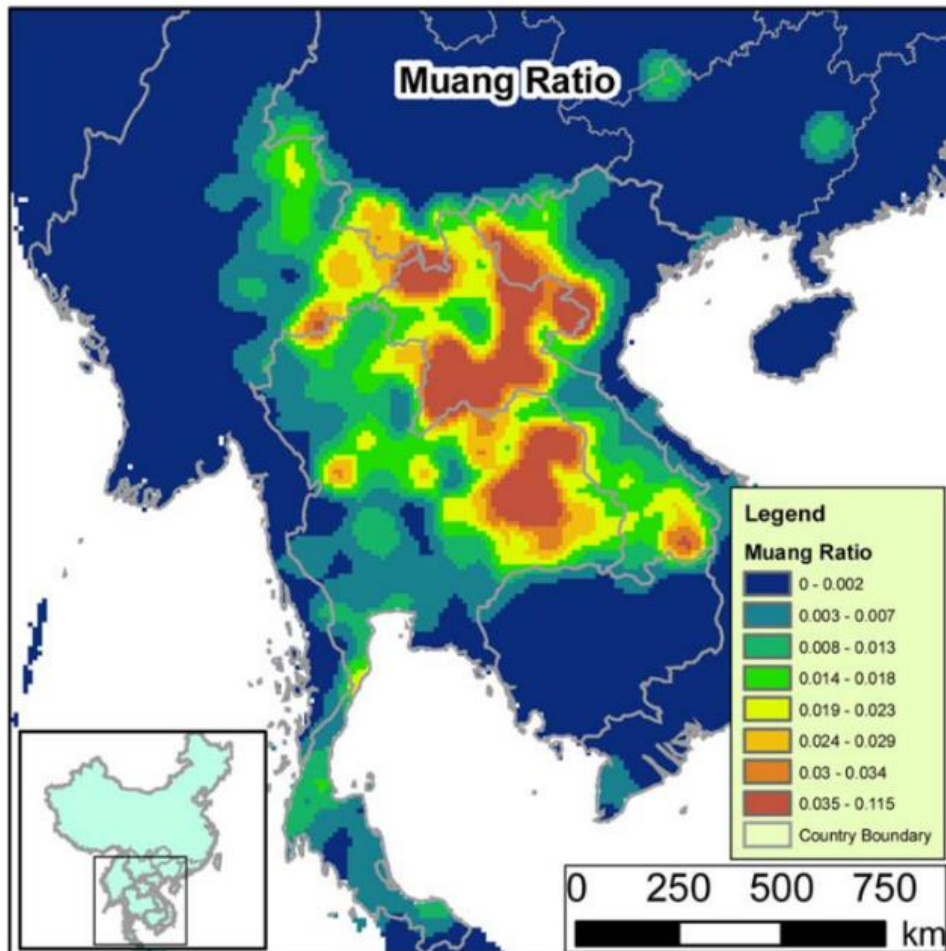 Muang Ratio
Legend
Muang Ratio
0 - 0.002
0.003 - 0.007
0.008 - 0.013
0.014 - 0.018
0.019 - 0.023
0.024 - 0.029
0.03 - 0.034
0.035 - 0.115
Country Boundary
0 250 500 750
km